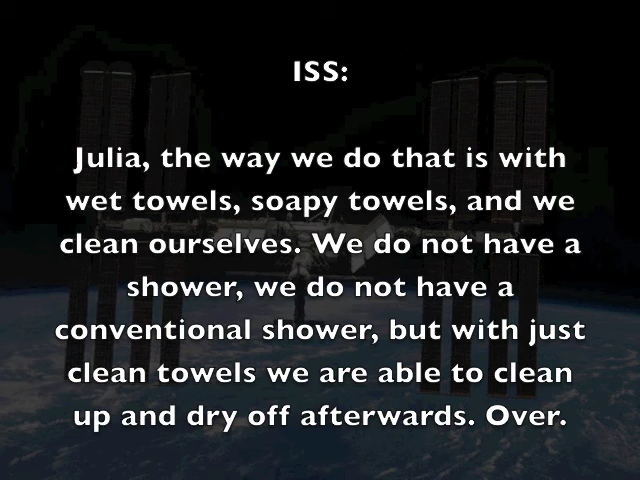 ISS:
Julia, the way we do that is with
wet towels, soapy towels, and we
clean ourselves. We do not have a
shower, we do not have a
conventional shower, but with just
clean towels we are able to clean
up and dry off afterwards. Over.